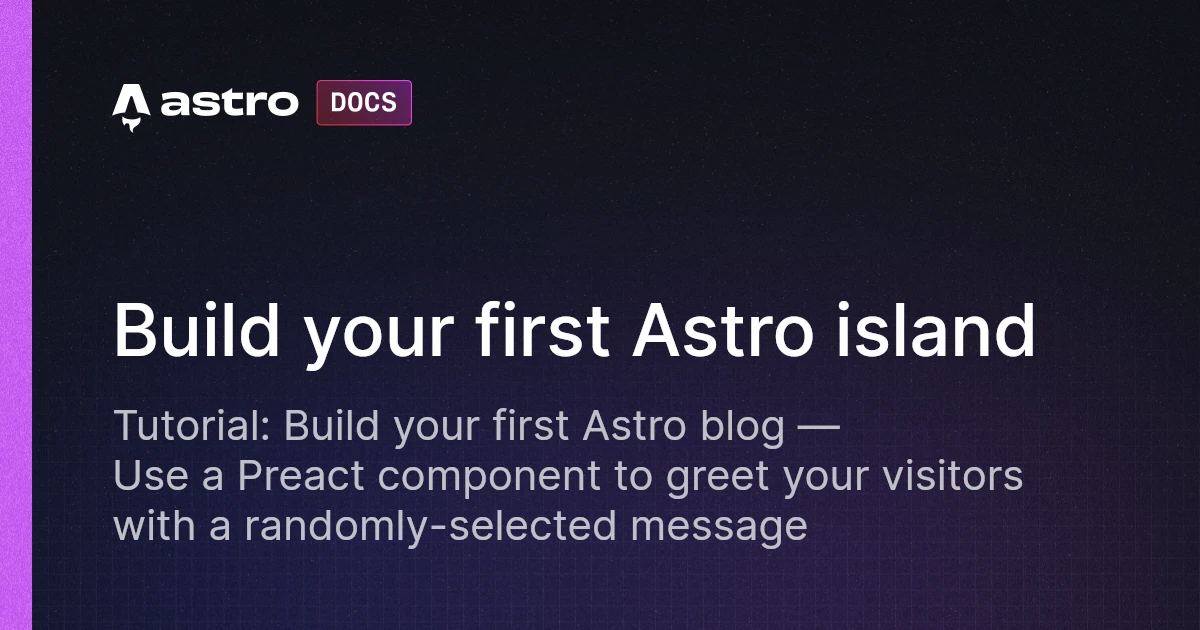 astro DOCS
Build your first Astro island
Tutorial: Build your first Astro blog —
Use a Preact component to greet your visitors
with a randomly-selected message